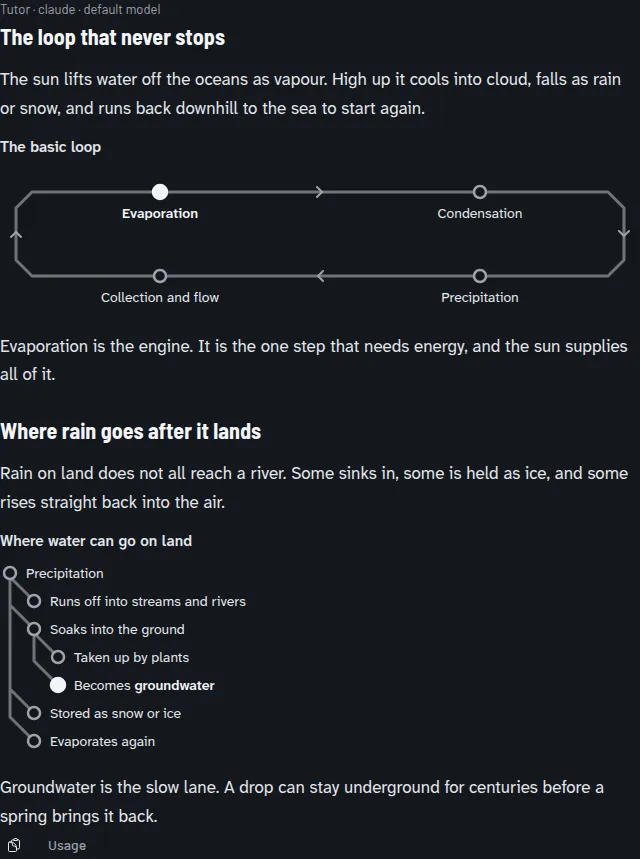 Tutor · claude · default model
The loop that never stops
The sun lifts water off the oceans as vapour. High up it cools into cloud, falls as rain
or snow, and runs back downhill to the sea to start again.
The basic loop
Evaporation
Condensation
Collection and flow
Precipitation
Evaporation is the engine. It is the one step that needs energy, and the sun supplies
all of it.
Where rain goes after it lands
Rain on land does not all reach a river. Some sinks in, some is held as ice, and some
rises straight back into the air.
Where water can go on land
Precipitation
Runs off into streams and rivers
Soaks into the ground
Taken up by plants
Becomes groundwater
Stored as snow or ice
Evaporates again
Groundwater is the slow lane. A drop can stay underground for centuries before a
spring brings it back.
Usage